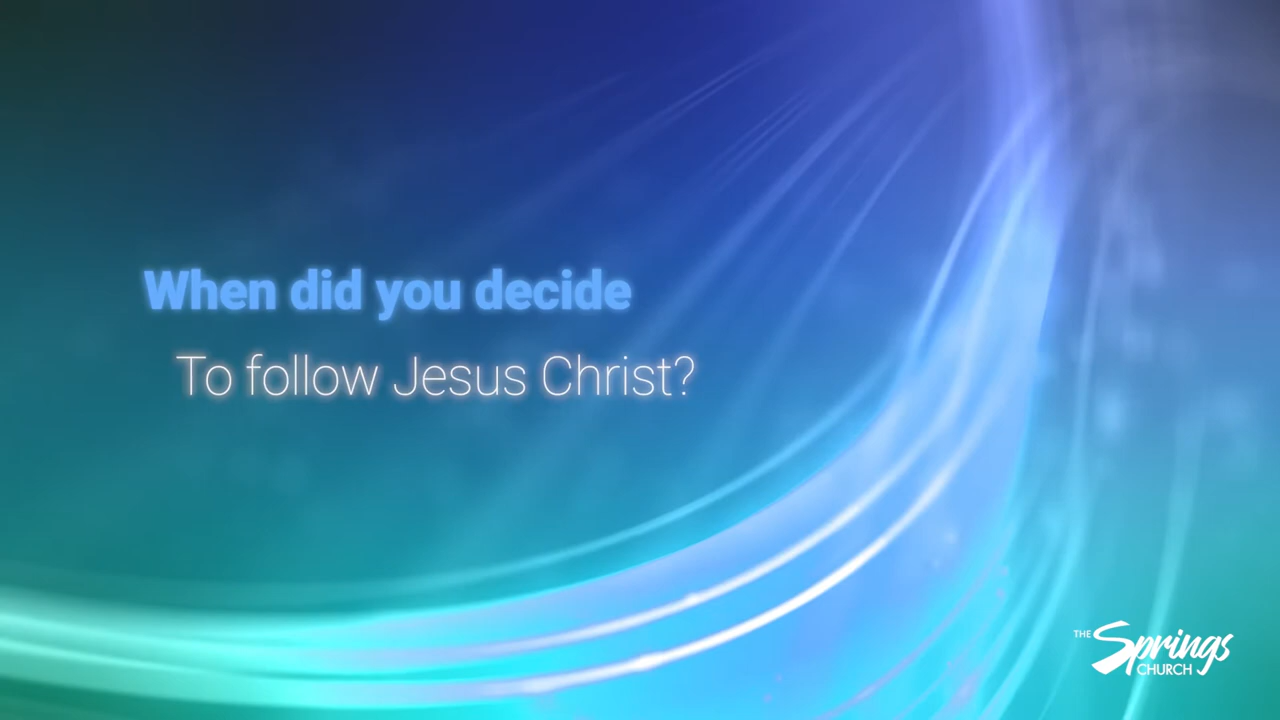 When did you decide
To follow Jesus Christ?
THE Springs
CHURCH